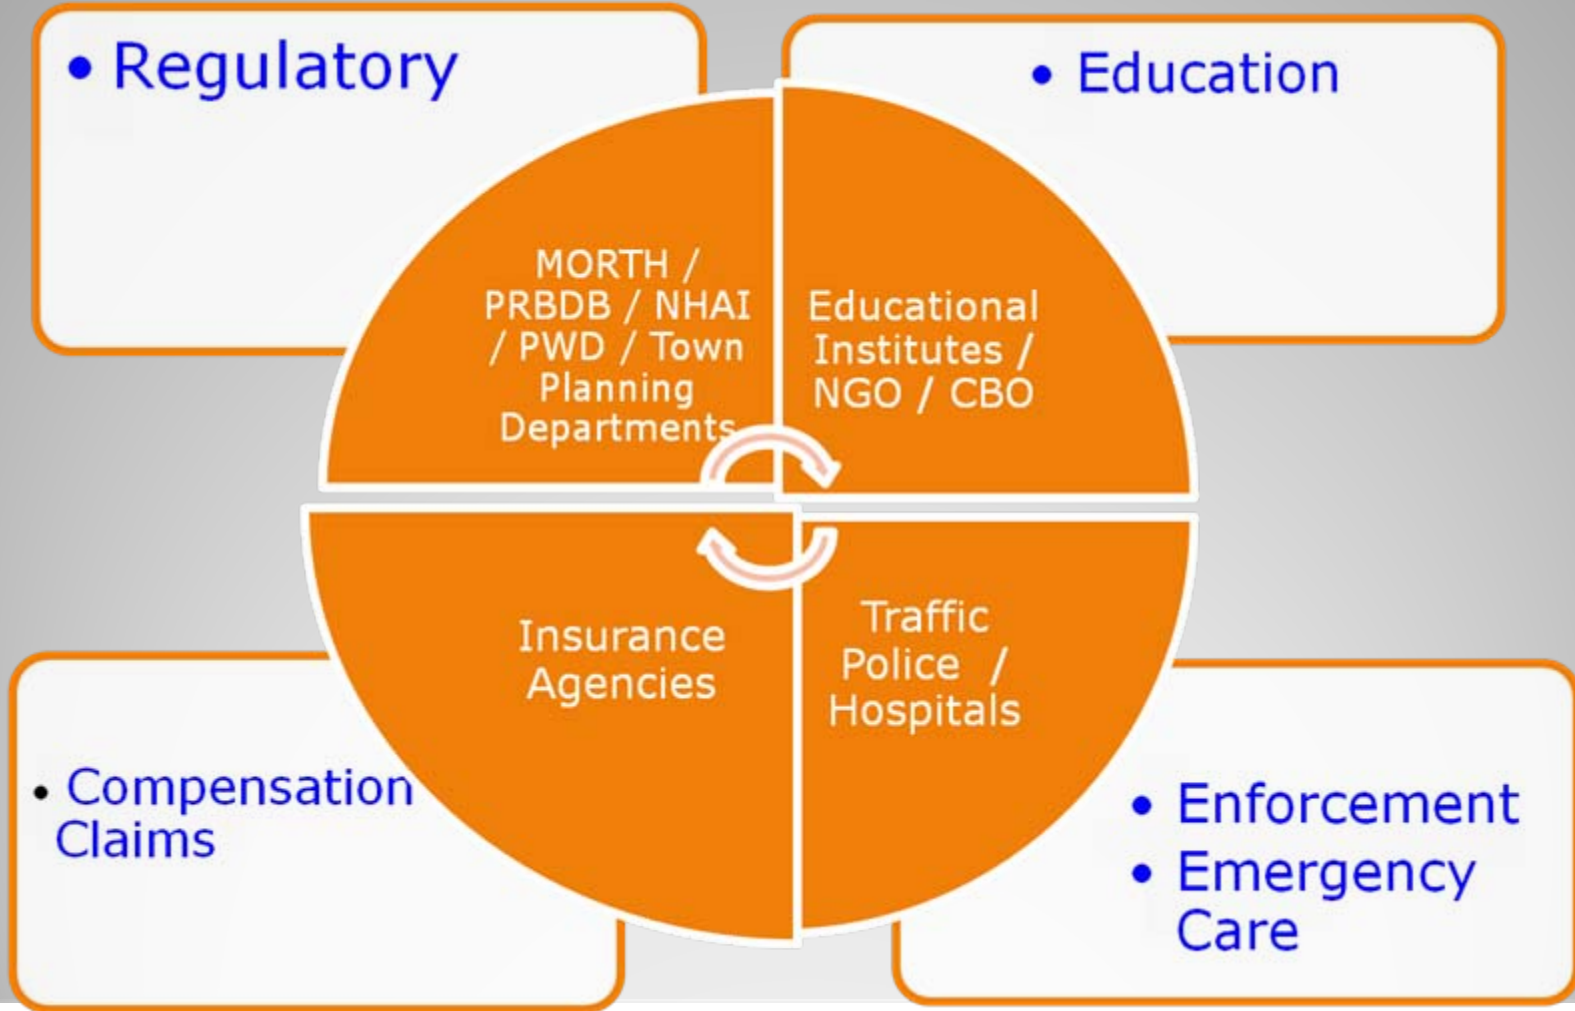 • Regulatory
• Education
MORTH /
PRBDB / NHAI
/ PWD / Town
Planning
Departments
Educational
Institutes /
NGO / CBO
Insurance
Agencies
Traffic
Police /
Hospitals
• Compensation
Claims
• Enforcement
• Emergency
Care